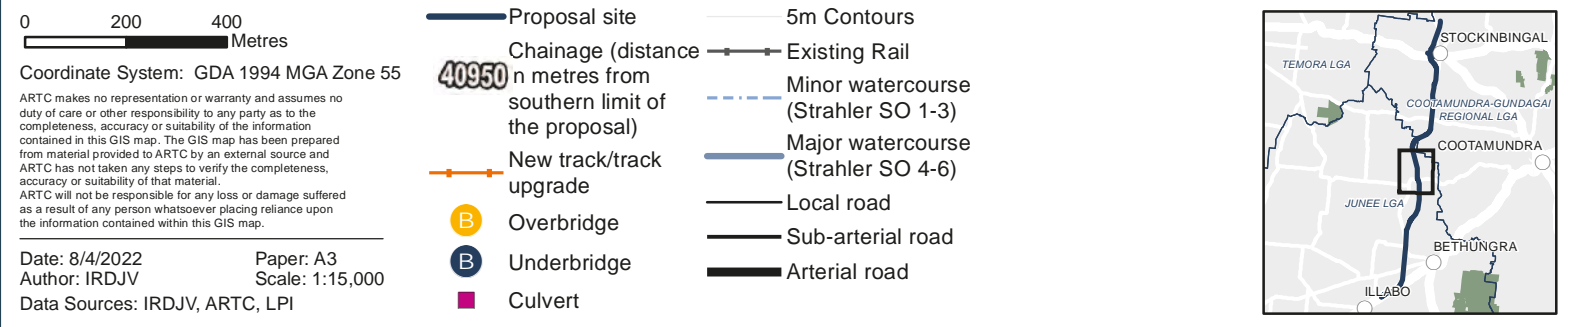 0 200 400
Metres
Coordinate System: GDA 1994 MGA Zone 55
ARTC makes no representation or warranty and assumes no
duty of care or other responsibility to any party as to the
completeness, accuracy or suitability of the information
contained in this GIS map. The GIS map has been prepared
from material provided to ARTC by an external source and
ARTC has not taken any steps to verify the completeness,
accuracy or suitability of that material.
ARTC will not be responsible for any loss or damage suffered
as a result of any person whatsoever placing reliance upon
the information contained within this GIS map.
Date: 8/4/2022 Paper: A3
Author: IRDJV Scale: 1:15,000
Data Sources: IRDJV, ARTC, LPI
Proposal site
40950
Chainage (distance
n metres from
southern limit of
the proposal)
New track/track
upgrade
B Overbridge
B Underbridge
Culvert
5m Contours
Existing Rail
Minor watercourse
(Strahler SO 1-3)
Major watercourse
(Strahler SO 4-6)
Local road
Sub-arterial road
Arterial road
STOCKINBINGAL
TEMORA LGA
COOTAMUNDRA-GUNDAGAI
REGIONAL LGA
COOTAMUNDRA
JUNEE LGA
BETHUNGRA
ILLABO